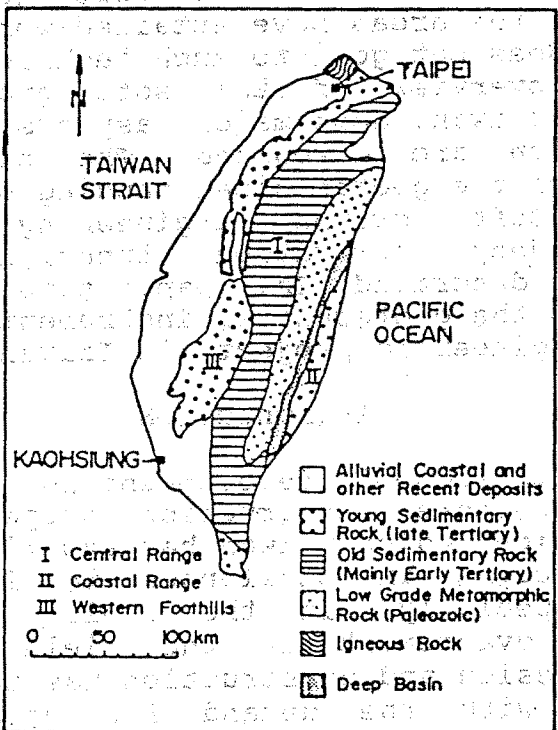 N
TAIPEI
TAIWAN
STRAIT
I
PACIFIC
OCEAN
II
III
KAOHSIUNG
I Central Range
II Coastal Range
III Western Foothills
0 50 100 km
Alluvial Coastal and
other Recent Deposits
Young Sedimentary
Rock (late Tertiary)
Old Sedimentary Rock
(Mainly Early Tertiary)
Low Grade Metamorphic
Rock (Paleozoic)
Igneous Rock
Deep Basin